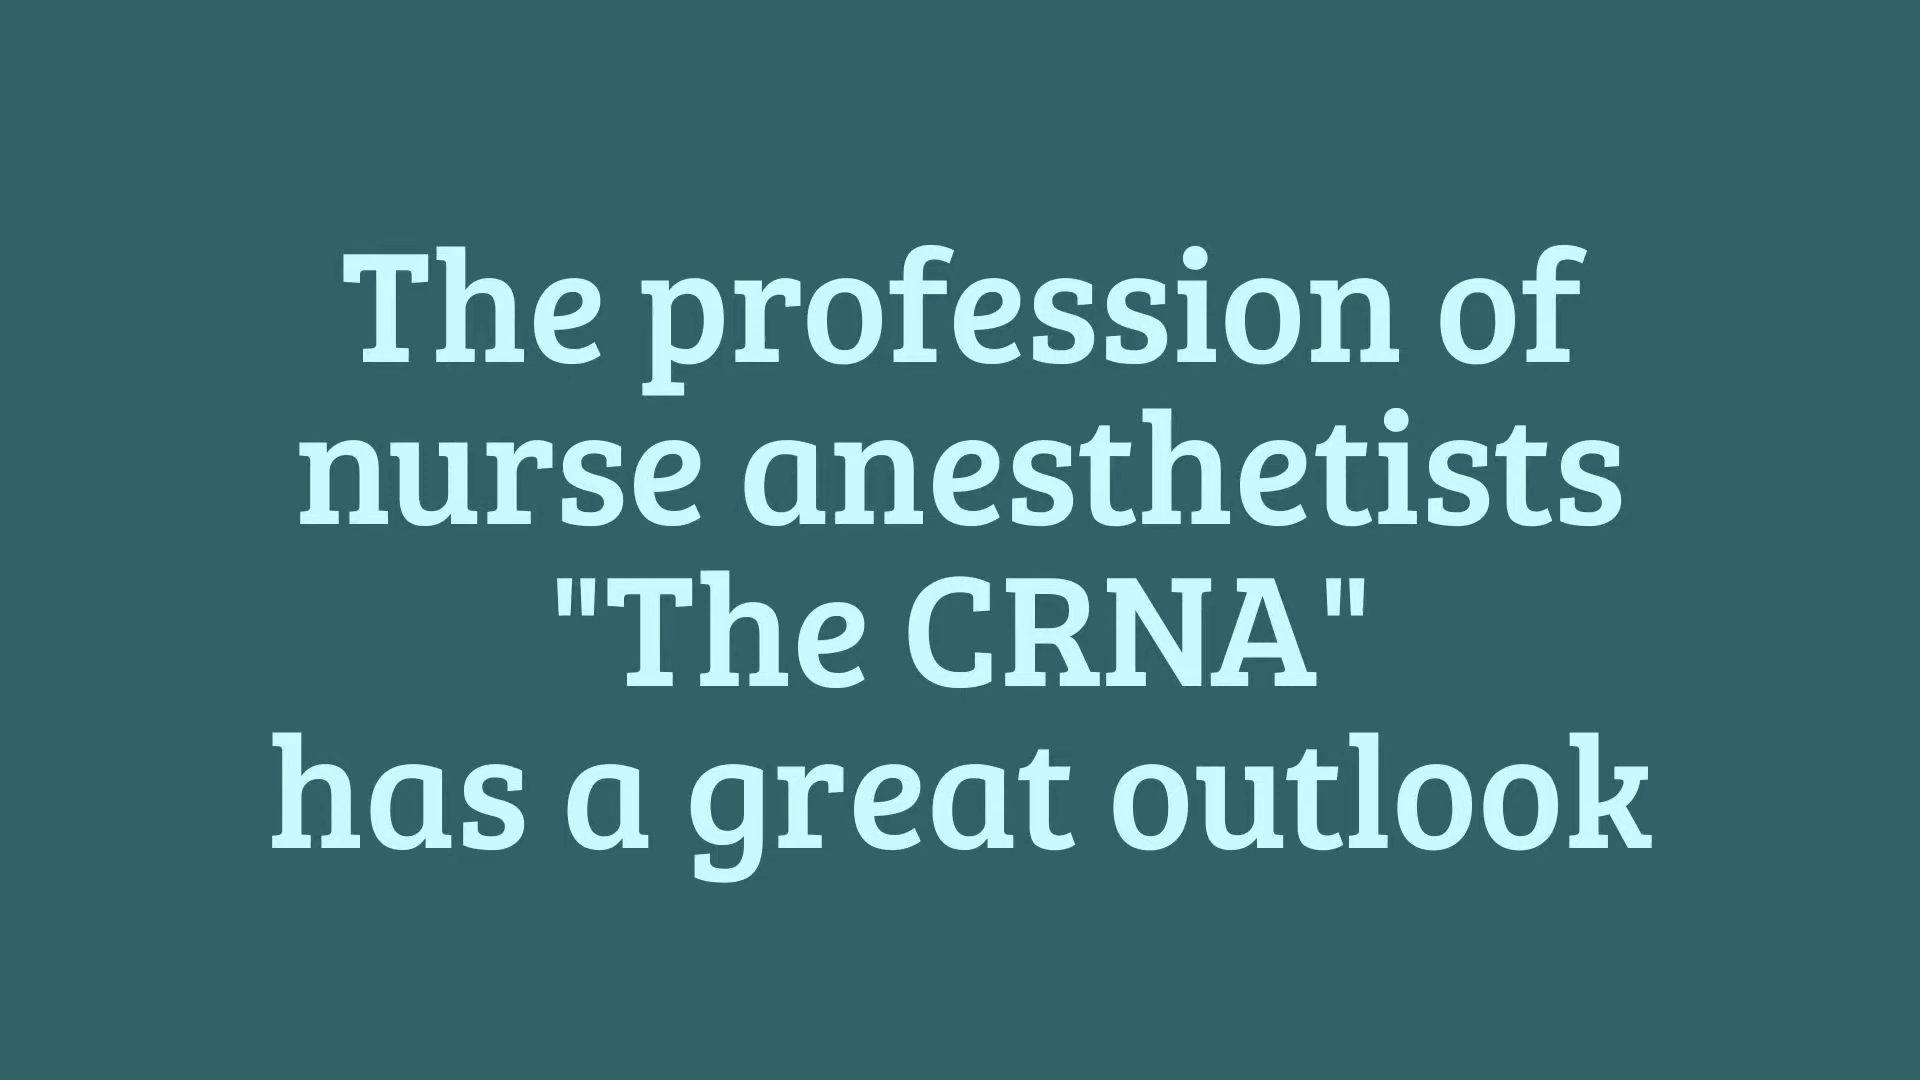 The profession of
nurse anesthetists
"The CRNA"
has a great outlook